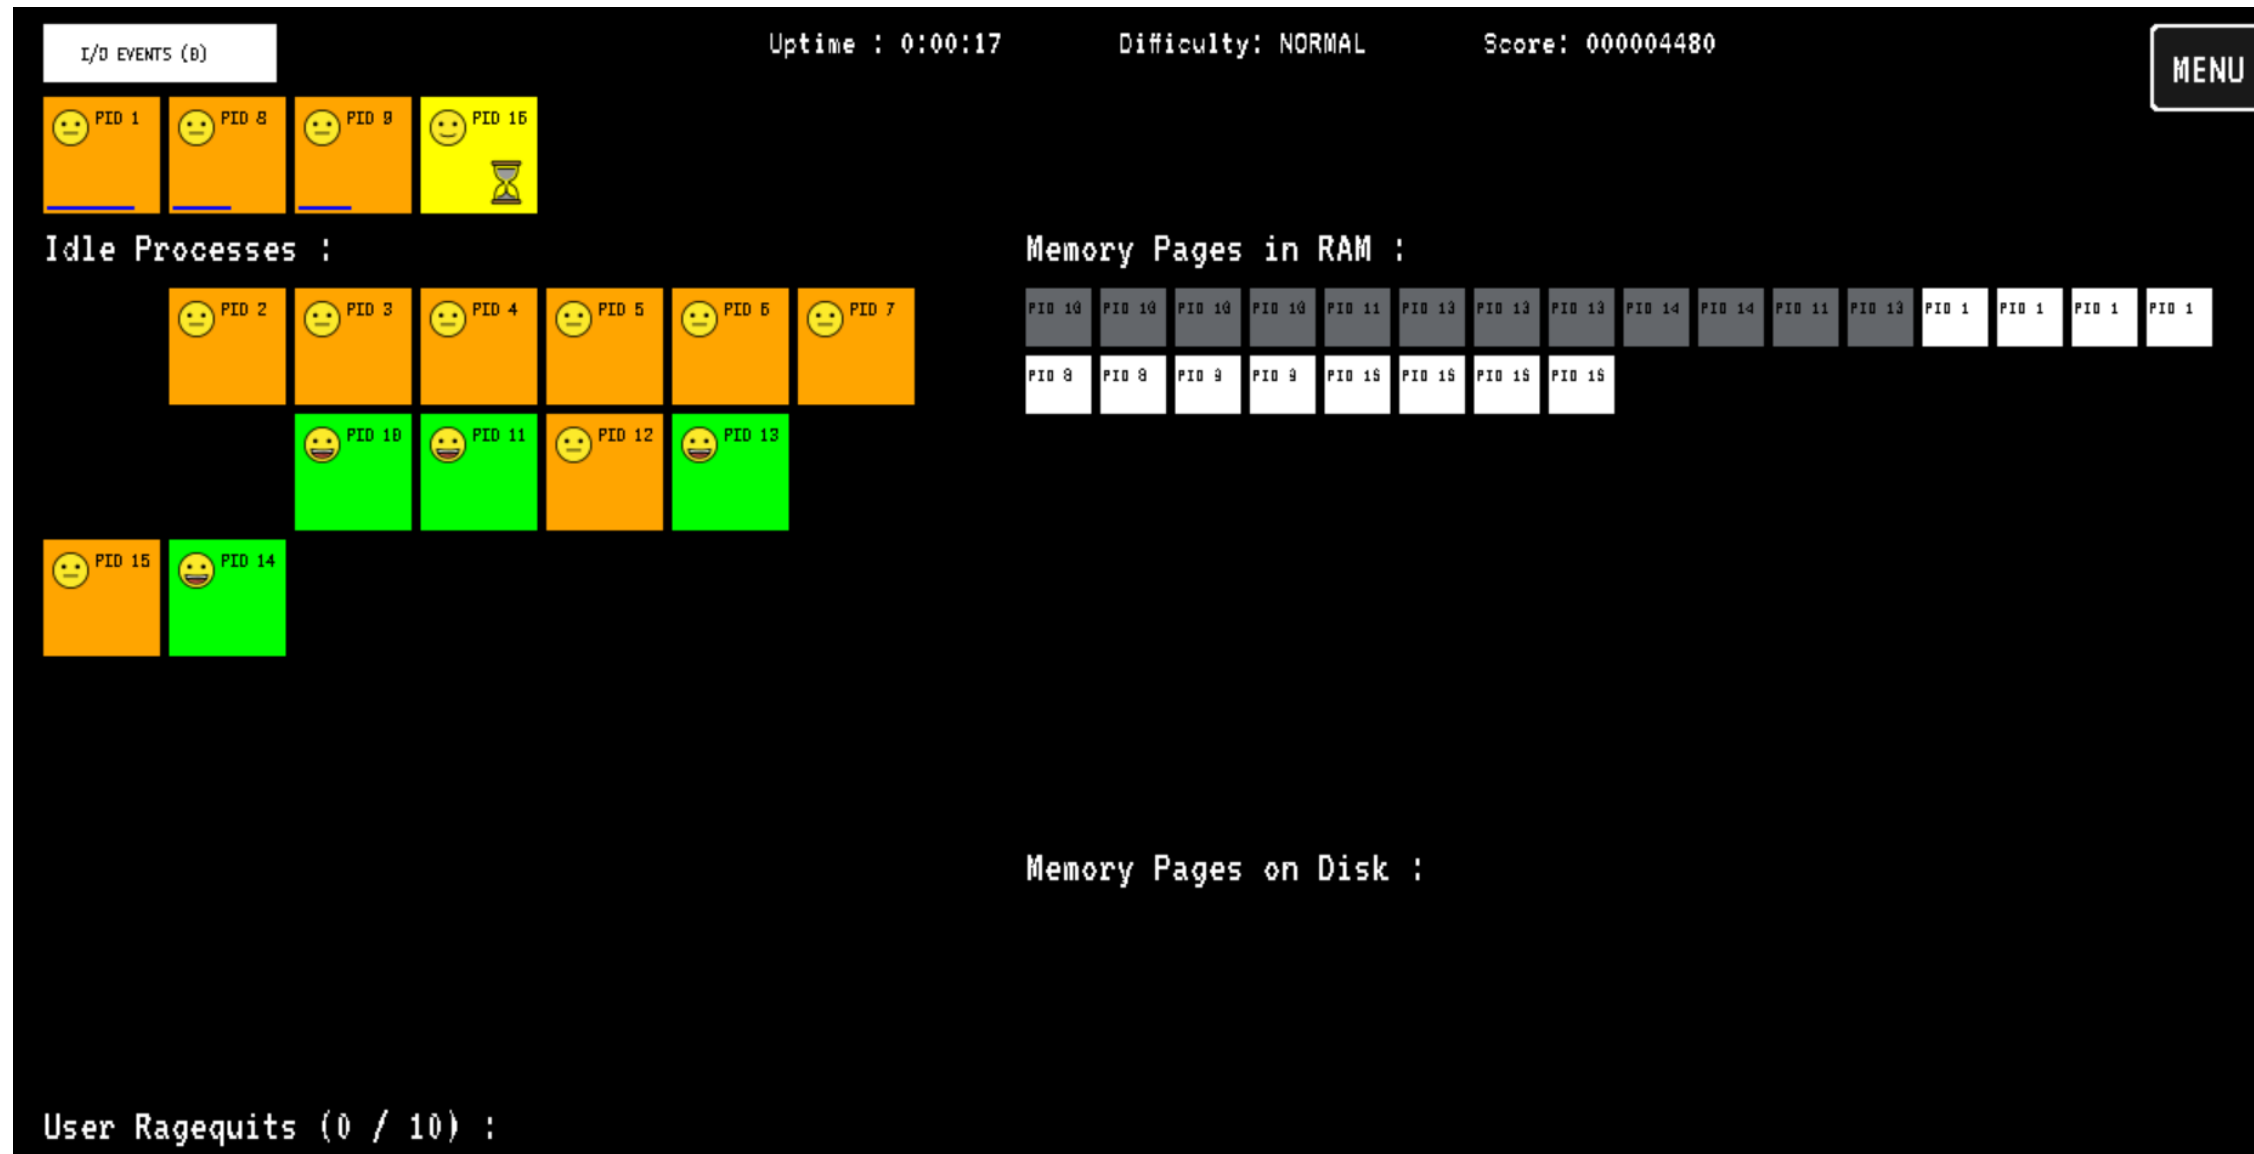 I/O EVENTS (0)
Uptime : 0:00:17
Difficulty: NORMAL
Score: 000004480
MENU
PID 1
PID 8
PID 9
PID 16
Idle Processes :
PID 2
PID 3
PID 4
PID 5
PID 6
PID 7
PID 10
PID 11
PID 12
PID 13
PID 15
PID 14
Memory Pages in RAM :
PID 10
PID 10
PID 10
PID 10
PID 11
PID 13
PID 13
PID 13
PID 14
PID 14
PID 11
PID 13
PID 1
PID 1
PID 1
PID 1
PID 8
PID 8
PID 9
PID 9
PID 16
PID 16
PID 16
PID 16
Memory Pages on Disk :
User Ragequits (0 / 10) :